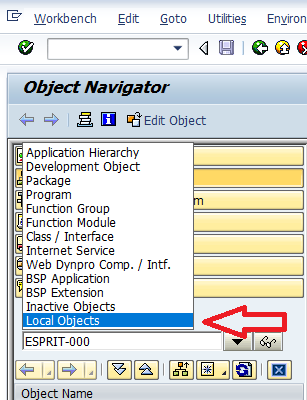 Workbench Edit Goto Utilities Environ
Object Navigator
Edit Object
Application Hierarchy
Development Object
Package
Program
Function Group
Function Module
Class / Interface
Internet Service
Web Dynpro Comp. / Intf.
BSP Application
BSP Extension
Inactive Objects
Local Objects
m
ESPRIT-000
Object Name